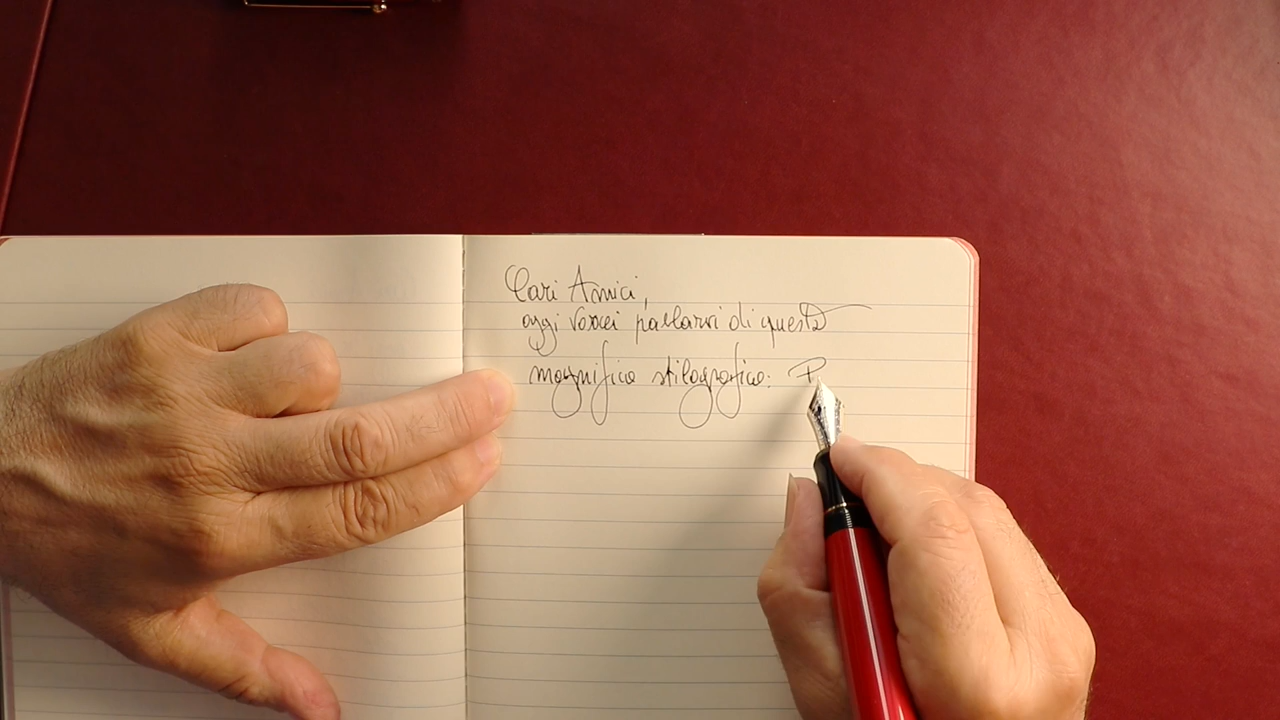 Cari Amici,
oggi vorrei parlarvi di questa
magnifica stilografica: P